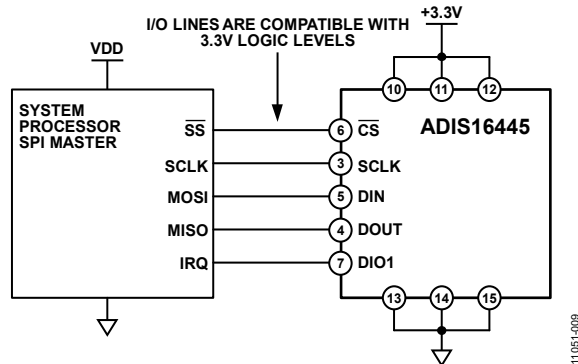 I/O LINES ARE COMPATIBLE WITH
3.3V LOGIC LEVELS
+3.3V
VDD
10 11 12
SYSTEM
PROCESSOR
SPI MASTER
ADIS16445
SS 6 CS
SCLK 3 SCLK
MOSI 5 DIN
MISO 4 DOUT
IRQ 7 DIO1
13 14 15
11051-009